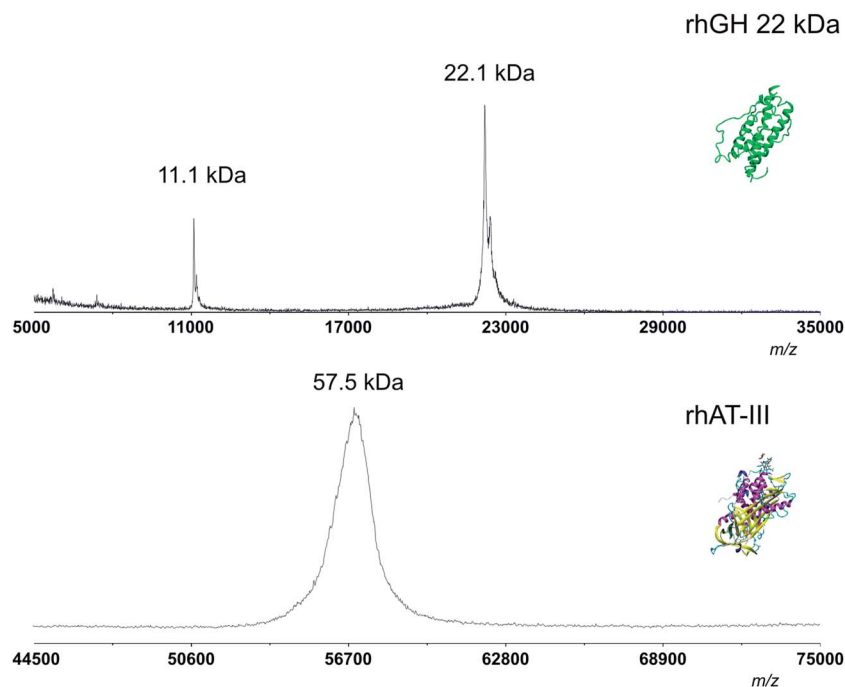 rhGH 22 kDa
22.1 kDa
11.1 kDa
5000 11000 17000 23000 29000 35000
m/z
57.5 kDa
rhAT-III
44500 50600 56700 62800 68900 75000
m/z